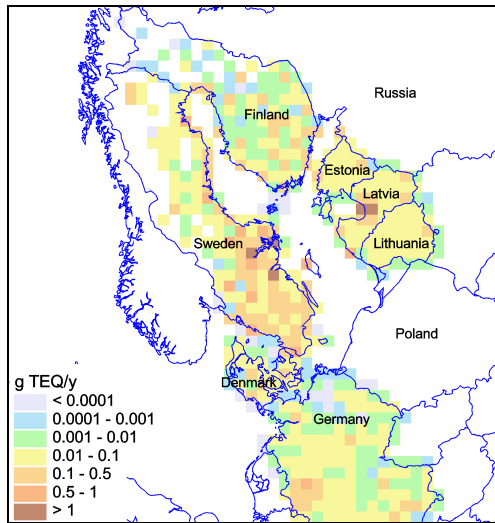 Russia
Finland
Estonia
Latvia
Sweden
Lithuania
Poland
Denmark
Germany
g TEQ/y
< 0.0001
0.0001 - 0.001
0.001 - 0.01
0.01 - 0.1
0.1 - 0.5
0.5 - 1
> 1